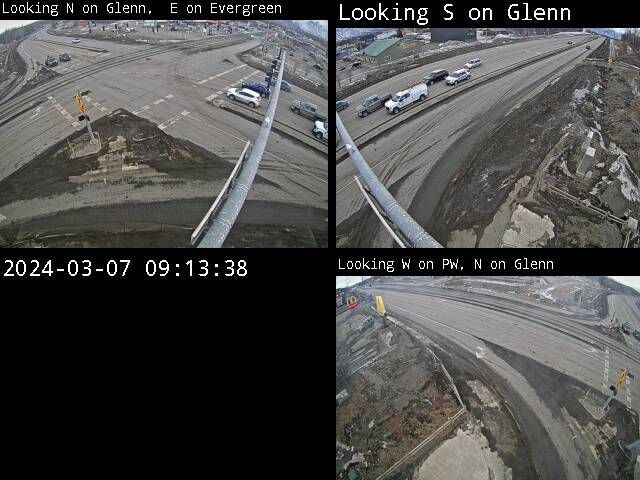 Looking N on Glenn, E on Evergreen
Looking S on Glenn
2024-03-07 09:13:38
Looking W on PW, N on Glenn